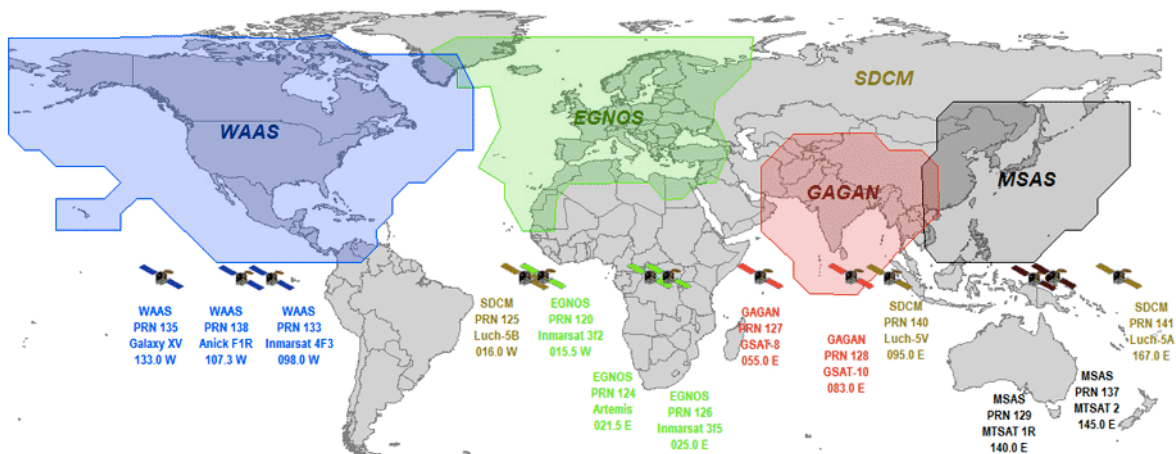 SDCM
WAAS
EGNOS
GAGAN
MSAS
WAAS
PRN 135
Galaxy XV
133.0 W
WAAS
PRN 138
Anick F1R
107.3 W
WAAS
PRN 133
Inmarsat 4F3
098.0 W
SDCM
PRN 125
Luch-5B
016.0 W
EGNOS
PRN 120
Inmarsat 3f2
015.5 W
EGNOS
PRN 124
Artemis
021.5 E
EGNOS
PRN 126
Inmarsat 3f5
025.0 E
GAGAN
PRN 127
GSAT-8
055.0 E
GAGAN
PRN 128
GSAT-10
083.0 E
SDCM
PRN 140
Luch-5V
095.0 E
MSAS
PRN 129
MTSAT 1R
140.0 E
MSAS
PRN 137
MTSAT 2
145.0 E
SDCM
PRN 141
Luch-5A
167.0 E